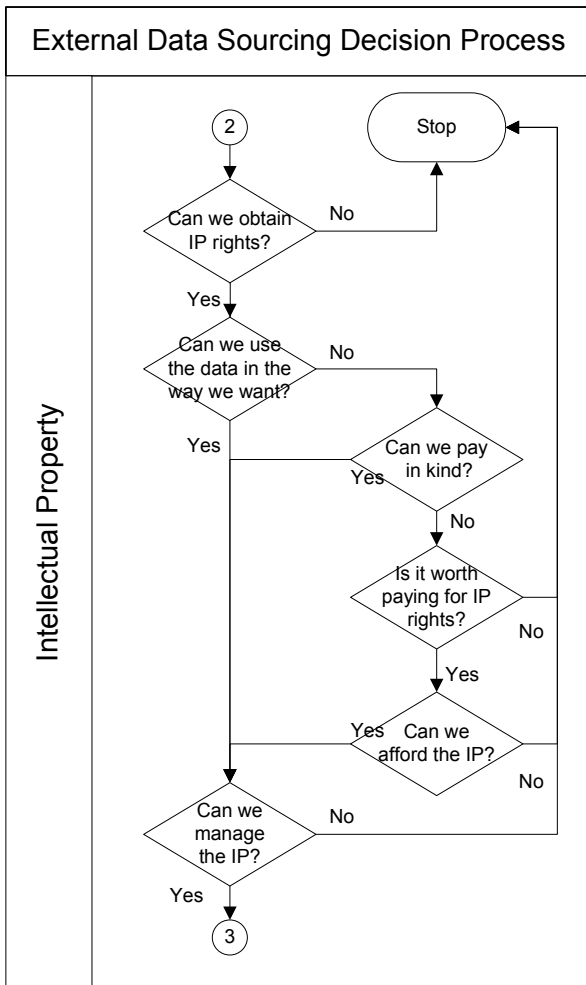 External Data Sourcing Decision Process
Intellectual Property
2
Stop
Can we obtain
IP rights?
No
Yes
Can we use
the data in the
way we want?
No
Yes
Can we pay
in kind?
Yes
No
Is it worth
paying for IP
rights?
No
Yes
Can we
afford the IP?
Yes
No
Can we
manage
the IP?
No
Yes
3